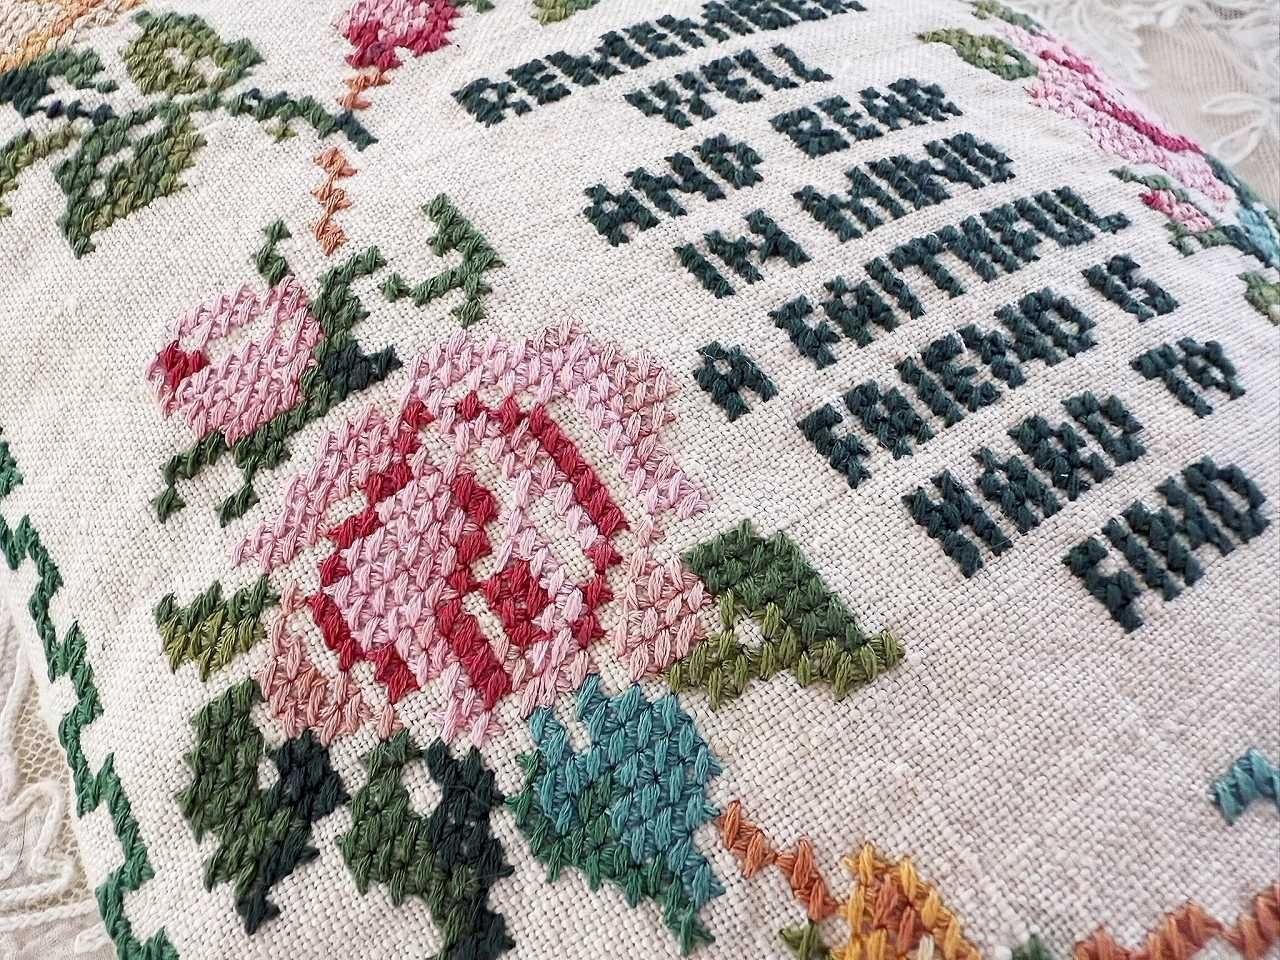 REMEMBER
WELL
AND BEAR
IN MIND
A FAITHFUL
FRIEND IS
HARD TO
FIND